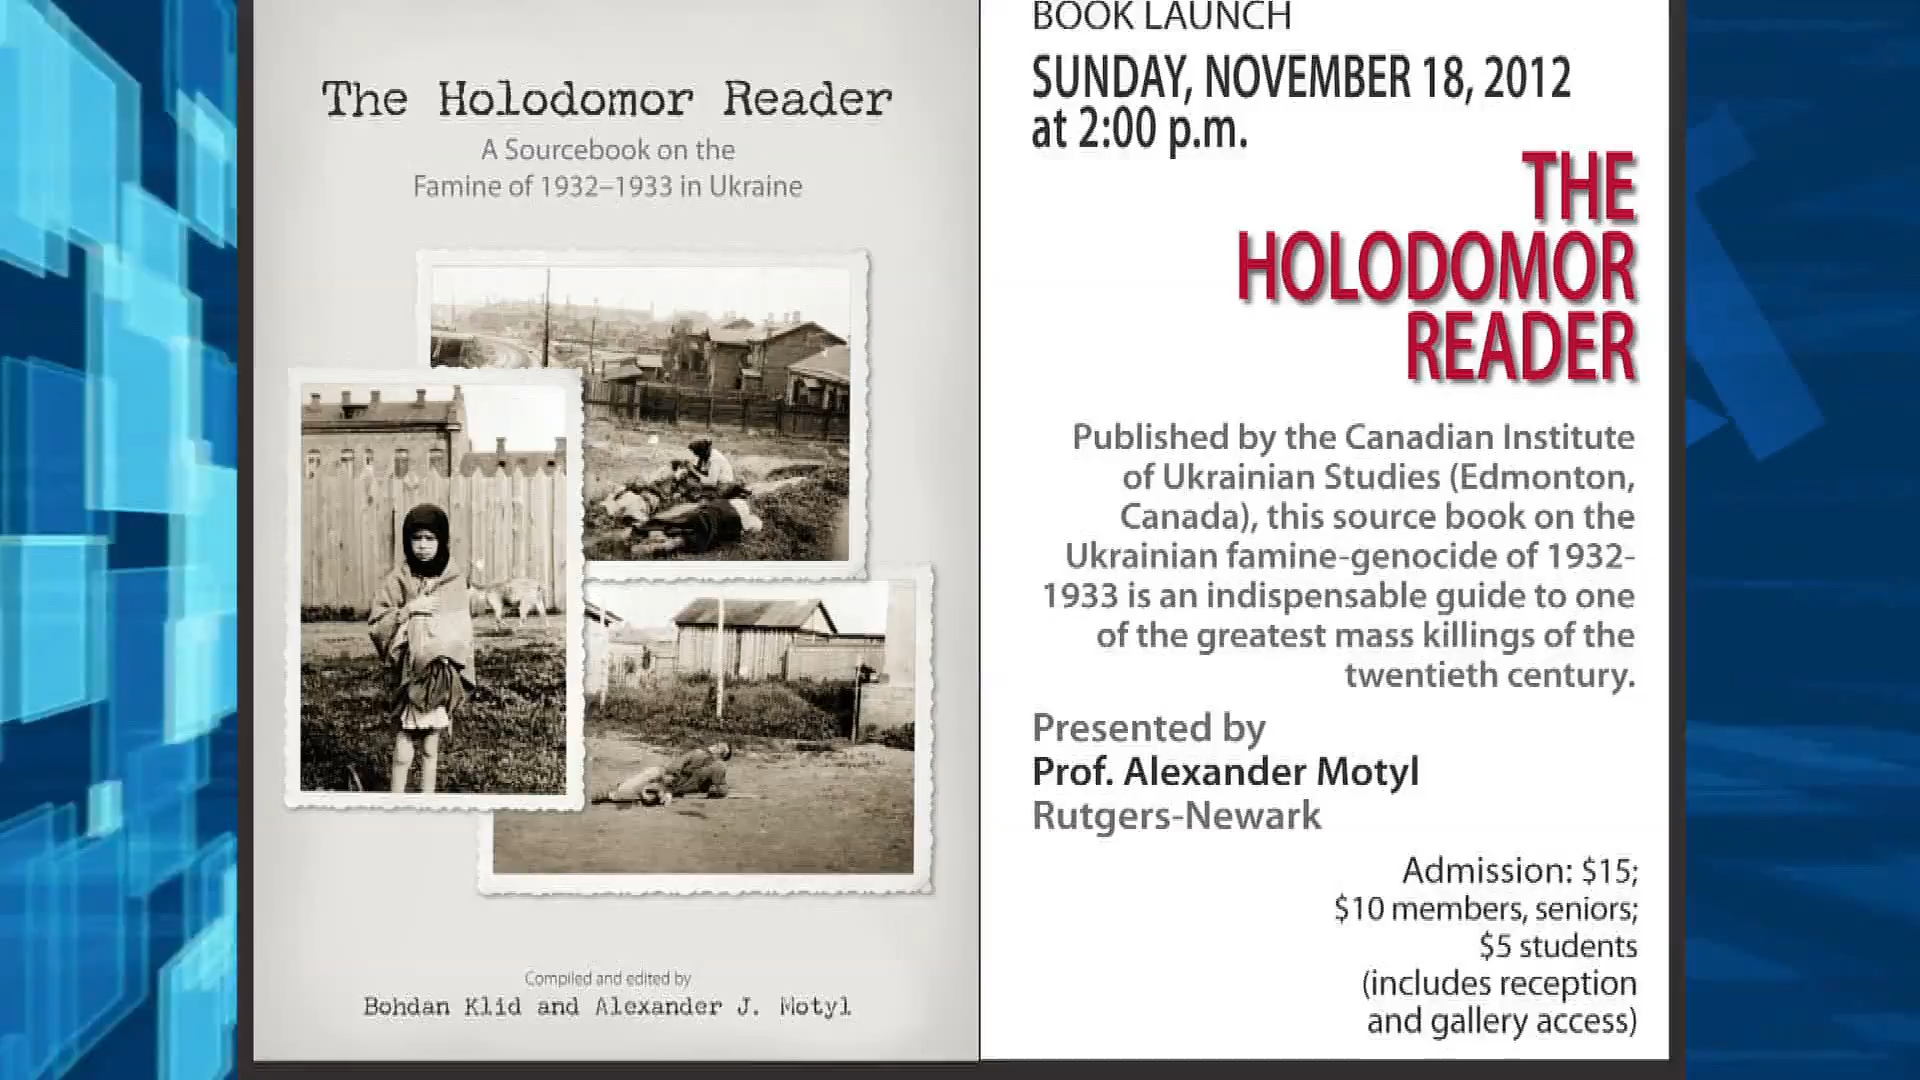 The Holodomor Reader
A Sourcebook on the
Famine of 1932–1933 in Ukraine
Compiled and edited by
Bohdan Klid and Alexander J. Motyl
BOOK LAUNCH
SUNDAY, NOVEMBER 18, 2012
at 2:00 p.m.
THE
HOLODOMOR
READER
Published by the Canadian Institute
of Ukrainian Studies (Edmonton,
Canada), this source book on the
Ukrainian famine-genocide of 1932-
1933 is an indispensable guide to one
of the greatest mass killings of the
twentieth century.
Presented by
Prof. Alexander Motyl
Rutgers-Newark
Admission: $15;
$10 members, seniors;
$5 students
(includes reception
and gallery access)